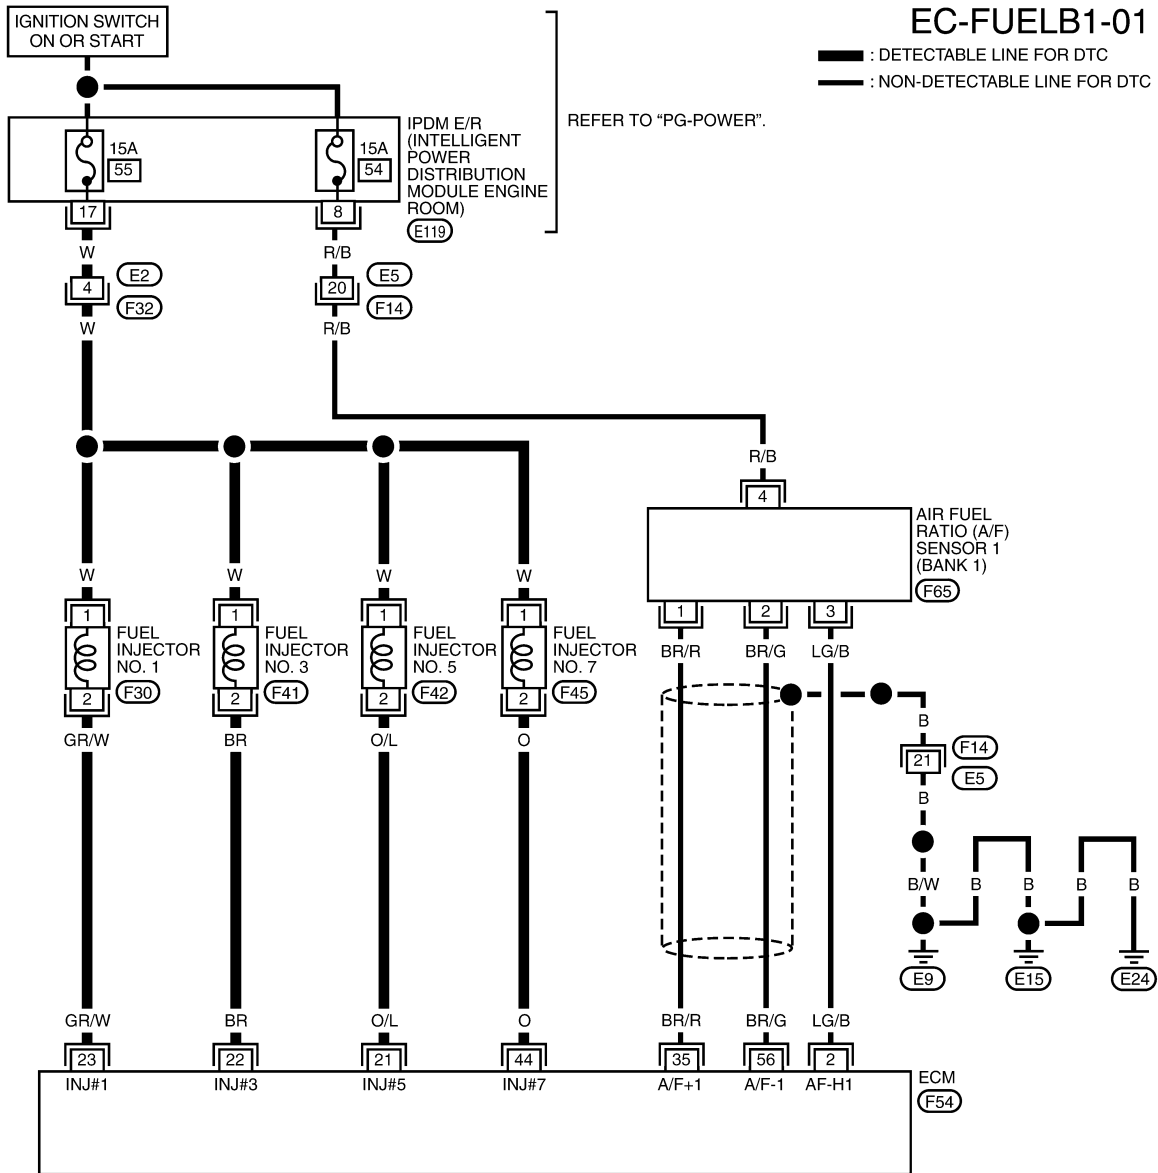 EC-FUELB1-01
IGNITION SWITCH
ON OR START
: DETECTABLE LINE FOR DTC
: NON-DETECTABLE LINE FOR DTC
REFER TO “PG-POWER”.
15A
55
15A
54
IPDM E/R
(INTELLIGENT
POWER
DISTRIBUTION
MODULE ENGINE
ROOM)
E119
17
8
W
R/B
4
E2
F32
20
E5
F14
W
R/B
R/B
4
AIR FUEL
RATIO (A/F)
SENSOR 1
(BANK 1)
F65
W
W
W
W
1
1
1
1
FUEL
INJECTOR
NO. 1
F30
FUEL
INJECTOR
NO. 3
F41
FUEL
INJECTOR
NO. 5
F42
FUEL
INJECTOR
NO. 7
F45
2
2
2
2
1
2
3
BR/R
BR/G
LG/B
GR/W
BR
O/L
O
B
21
F14
E5
B
B/W
B
B
B
B
E9
E15
E24
GR/W
BR
O/L
O
BR/R
BR/G
LG/B
23
22
21
44
35
56
2
INJ#1
INJ#3
INJ#5
INJ#7
A/F+1
A/F-1
AF-H1
ECM
F54